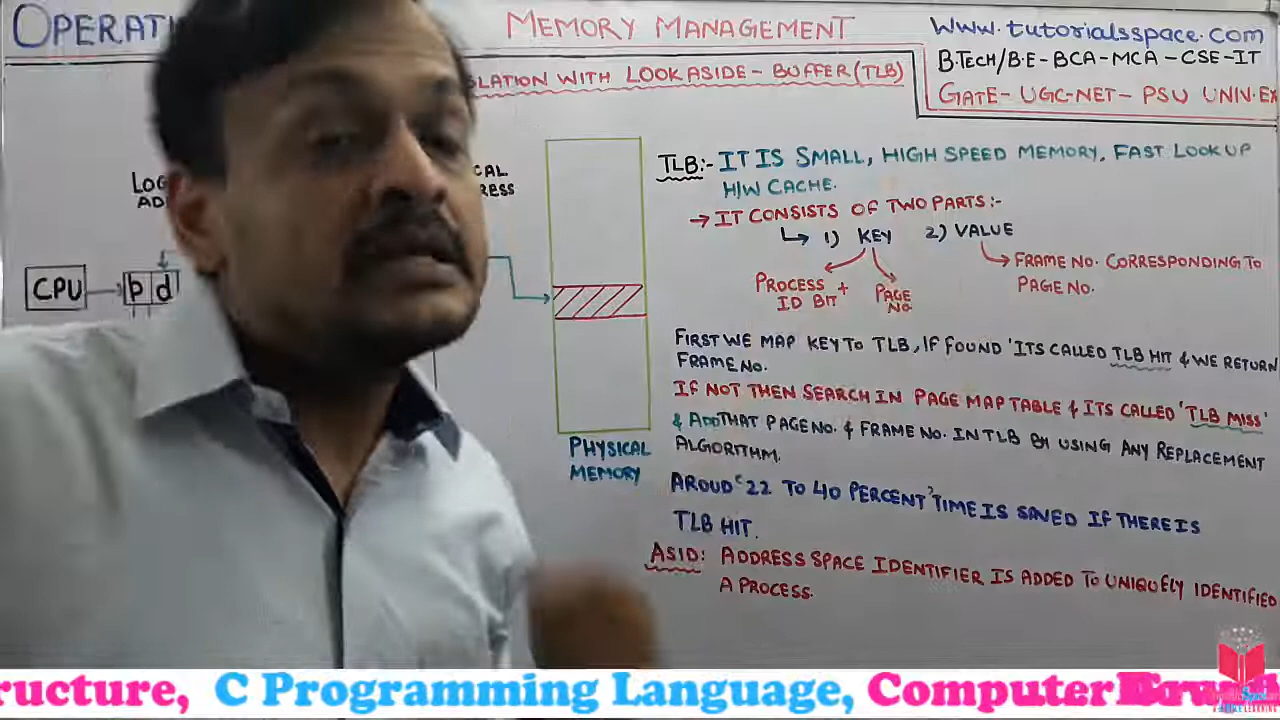 OPERATI
MEMORY MANAGEMENT
www.tutorialsspace.com
B.TECH/B.E-BCA-MCA-CSE-IT
GATE-UGC-NET-PSU UNIV.EX
SLATION WITH LOOKASIDE-BUFFER(TLB)
LOG
AD
CAL
RESS
CPU
p d
PHYSICAL
MEMORY
TLB:- IT IS SMALL, HIGH SPEED MEMORY, FAST LOOKUP
H/W CACHE.
→ IT CONSISTS OF TWO PARTS:-
1) KEY 2) VALUE
PROCESS + ID BIT
PAGE NO.
FRAME NO. CORRESPONDING TO
PAGE NO.
FIRST WE MAP KEY TO TLB, IF FOUND 'ITS CALLED TLB HIT & WE RETURN
FRAME NO.
IF NOT THEN SEARCH IN PAGE MAP TABLE & ITS CALLED 'TLB MISS'
& ADD THAT PAGE NO. & FRAME NO. IN TLB BY USING ANY REPLACEMENT
ALGORITHM.
AROUD '22 TO 40 PERCENT' TIME IS SAVED IF THERE IS
TLB HIT.
ASID: ADDRESS SPACE IDENTIFIER IS ADDED TO UNIQUELY IDENTIFIED
A PROCESS.
ructure, C Programming Language, Computer